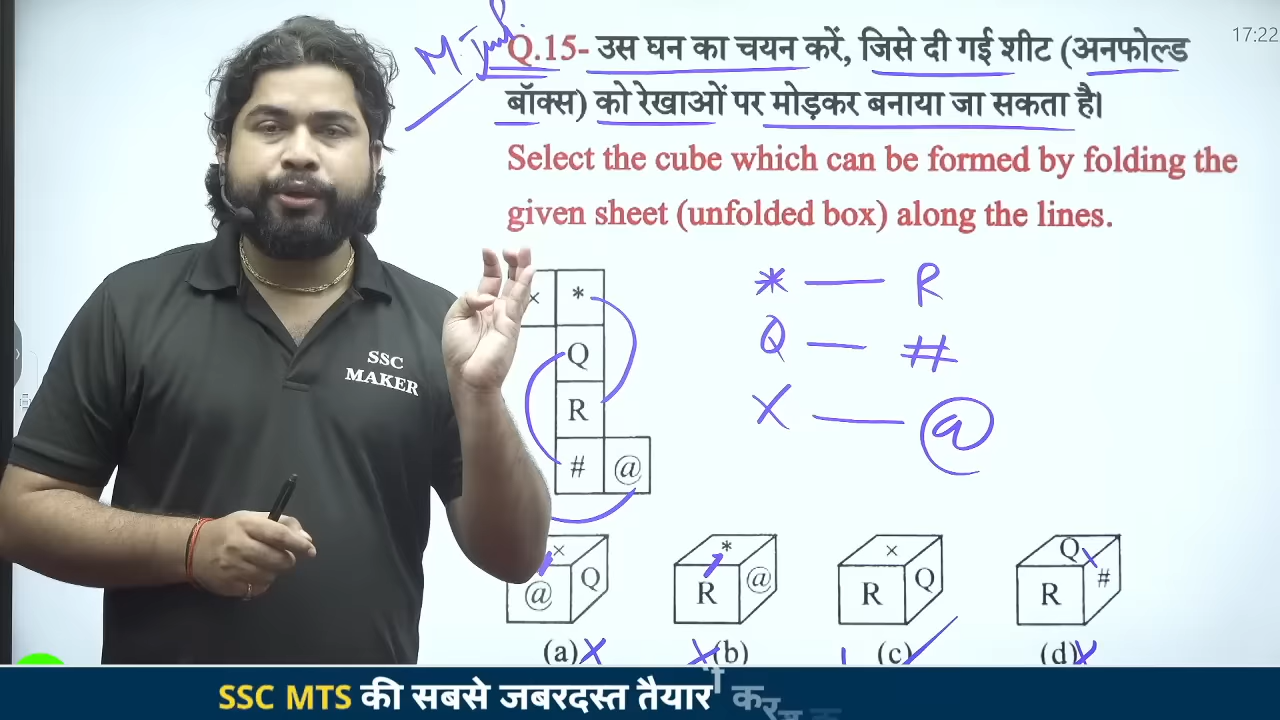 M.Imp.
Q.15- उस घन का चयन करें, जिसे दी गई शीट (अनफोल्ड
17:22
बॉक्स) को रेखाओं पर मोड़कर बनाया जा सकता है।
Select the cube which can be formed by folding the
given sheet (unfolded box) along the lines.
× *
Q
R
# @
* — R
Q — #
X — @
SSC
MAKER
@ × Q
R * @
R × Q
R Q #
(a) X
X (b)
(c)
(d) X
SSC MTS की सबसे जबरदस्त तैयारी